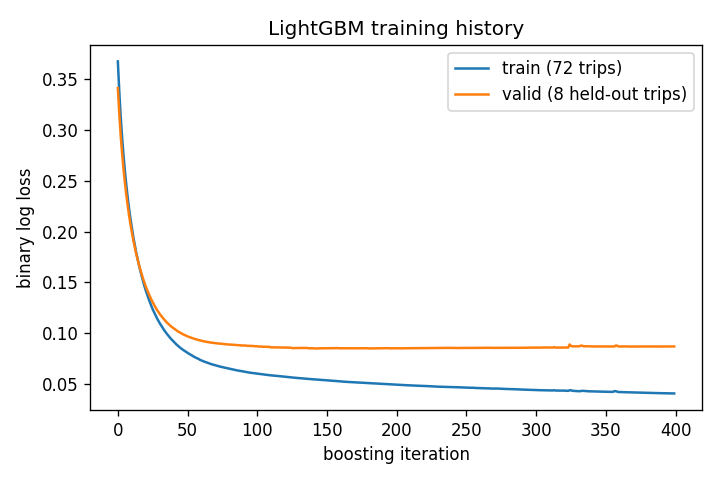 LightGBM training history
train (72 trips)
valid (8 held-out trips)
binary log loss
0.35
0.30
0.25
0.20
0.15
0.10
0.05
0 50 100 150 200 250 300 350 400
boosting iteration